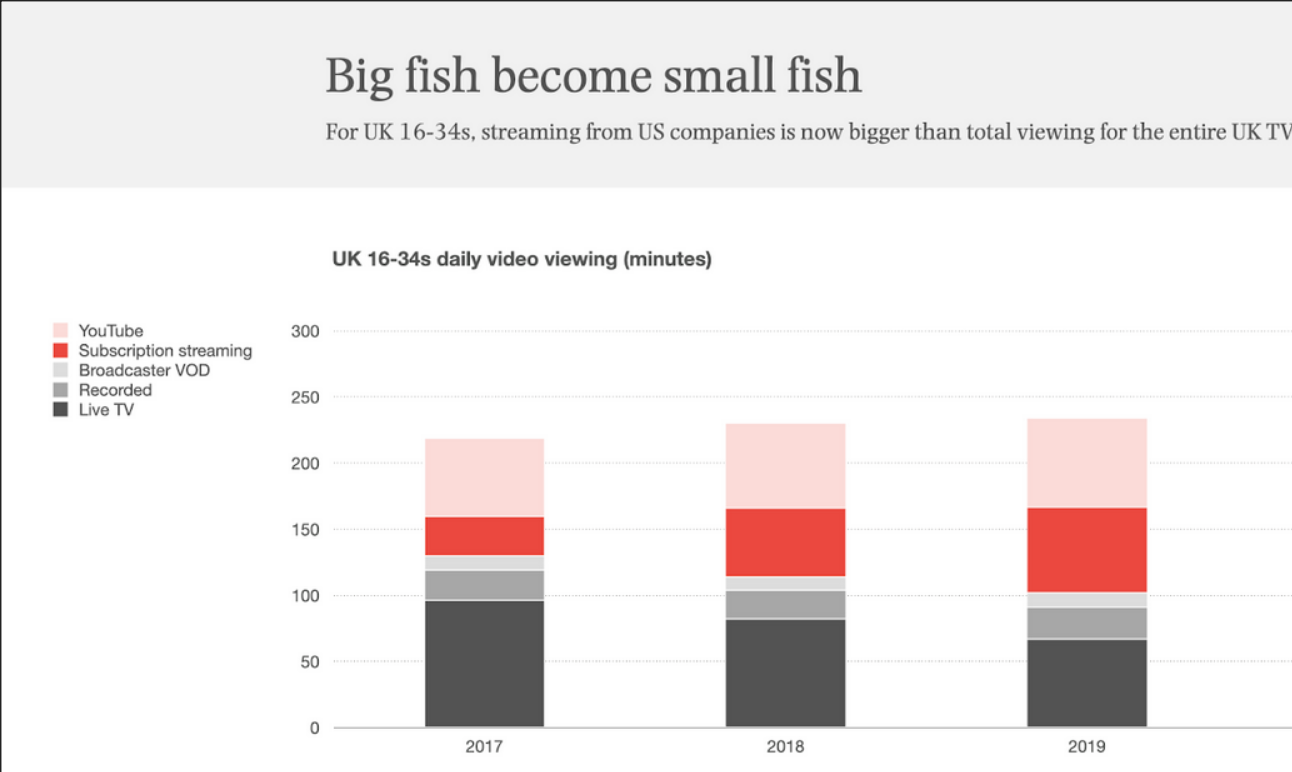 Big fish become small fish
For UK 16-34s, streaming from US companies is now bigger than total viewing for the entire UK TV
UK 16-34s daily video viewing (minutes)
YouTube
Subscription streaming
Broadcaster VOD
Recorded
Live TV
300
250
200
150
100
50
0
2017
2018
2019